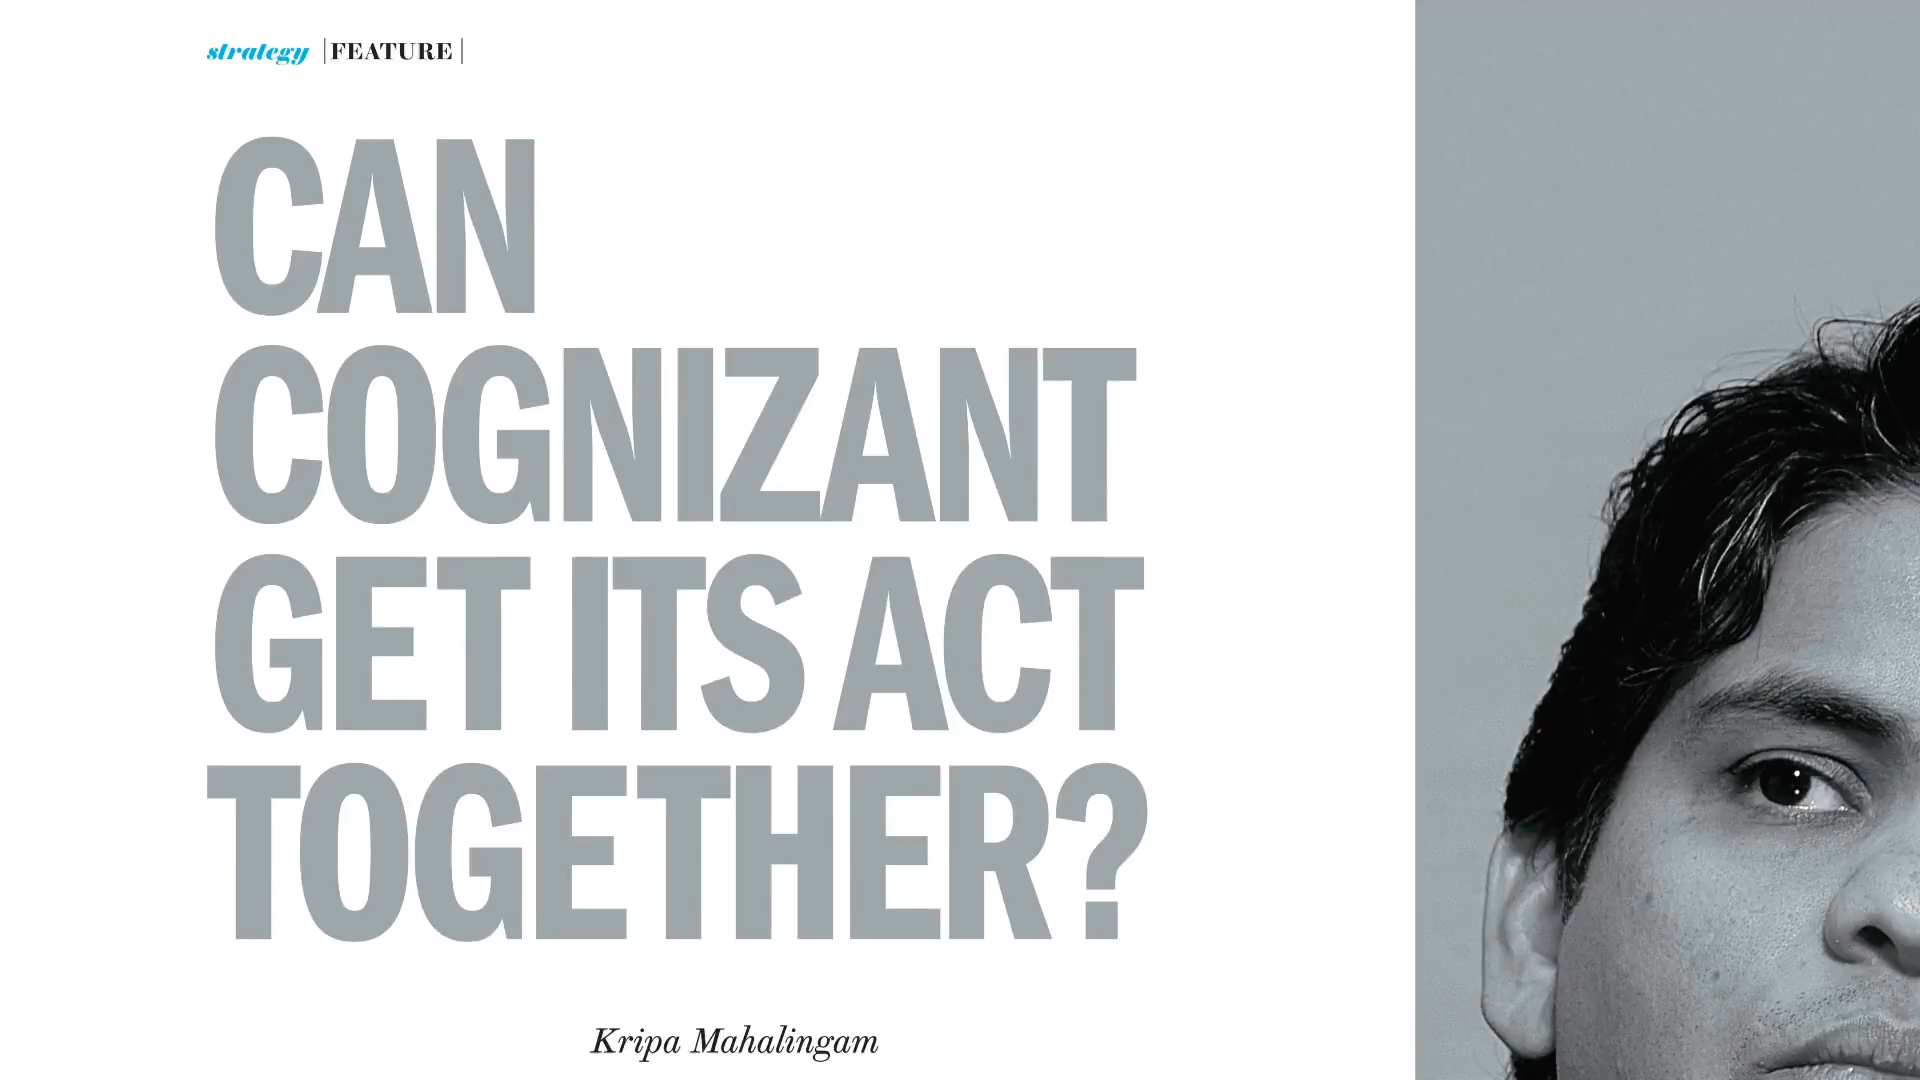 strategy |FEATURE|
CAN
COGNIZANT
GET ITS ACT
TOGETHER?
Kripa Mahalingam